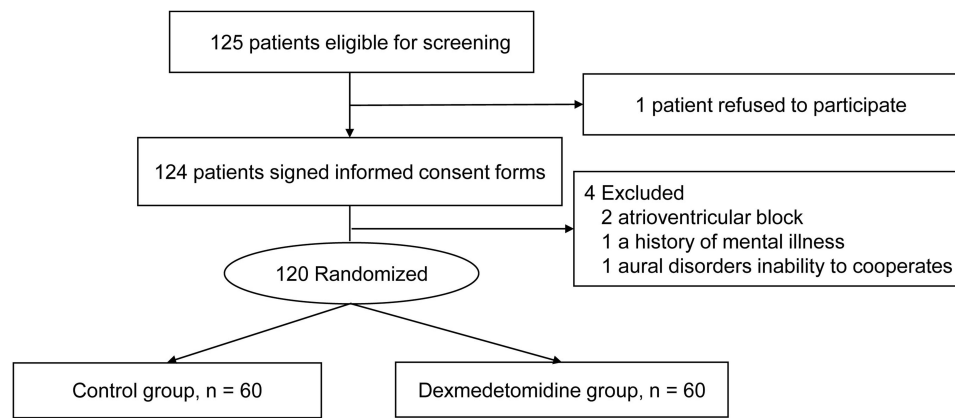 125 patients eligible for screening
1 patient refused to participate
124 patients signed informed consent forms
4 Excluded
2 atrioventricular block
1 a history of mental illness
1 aural disorders inability to cooperates
120 Randomized
Control group, n = 60
Dexmedetomidine group, n = 60